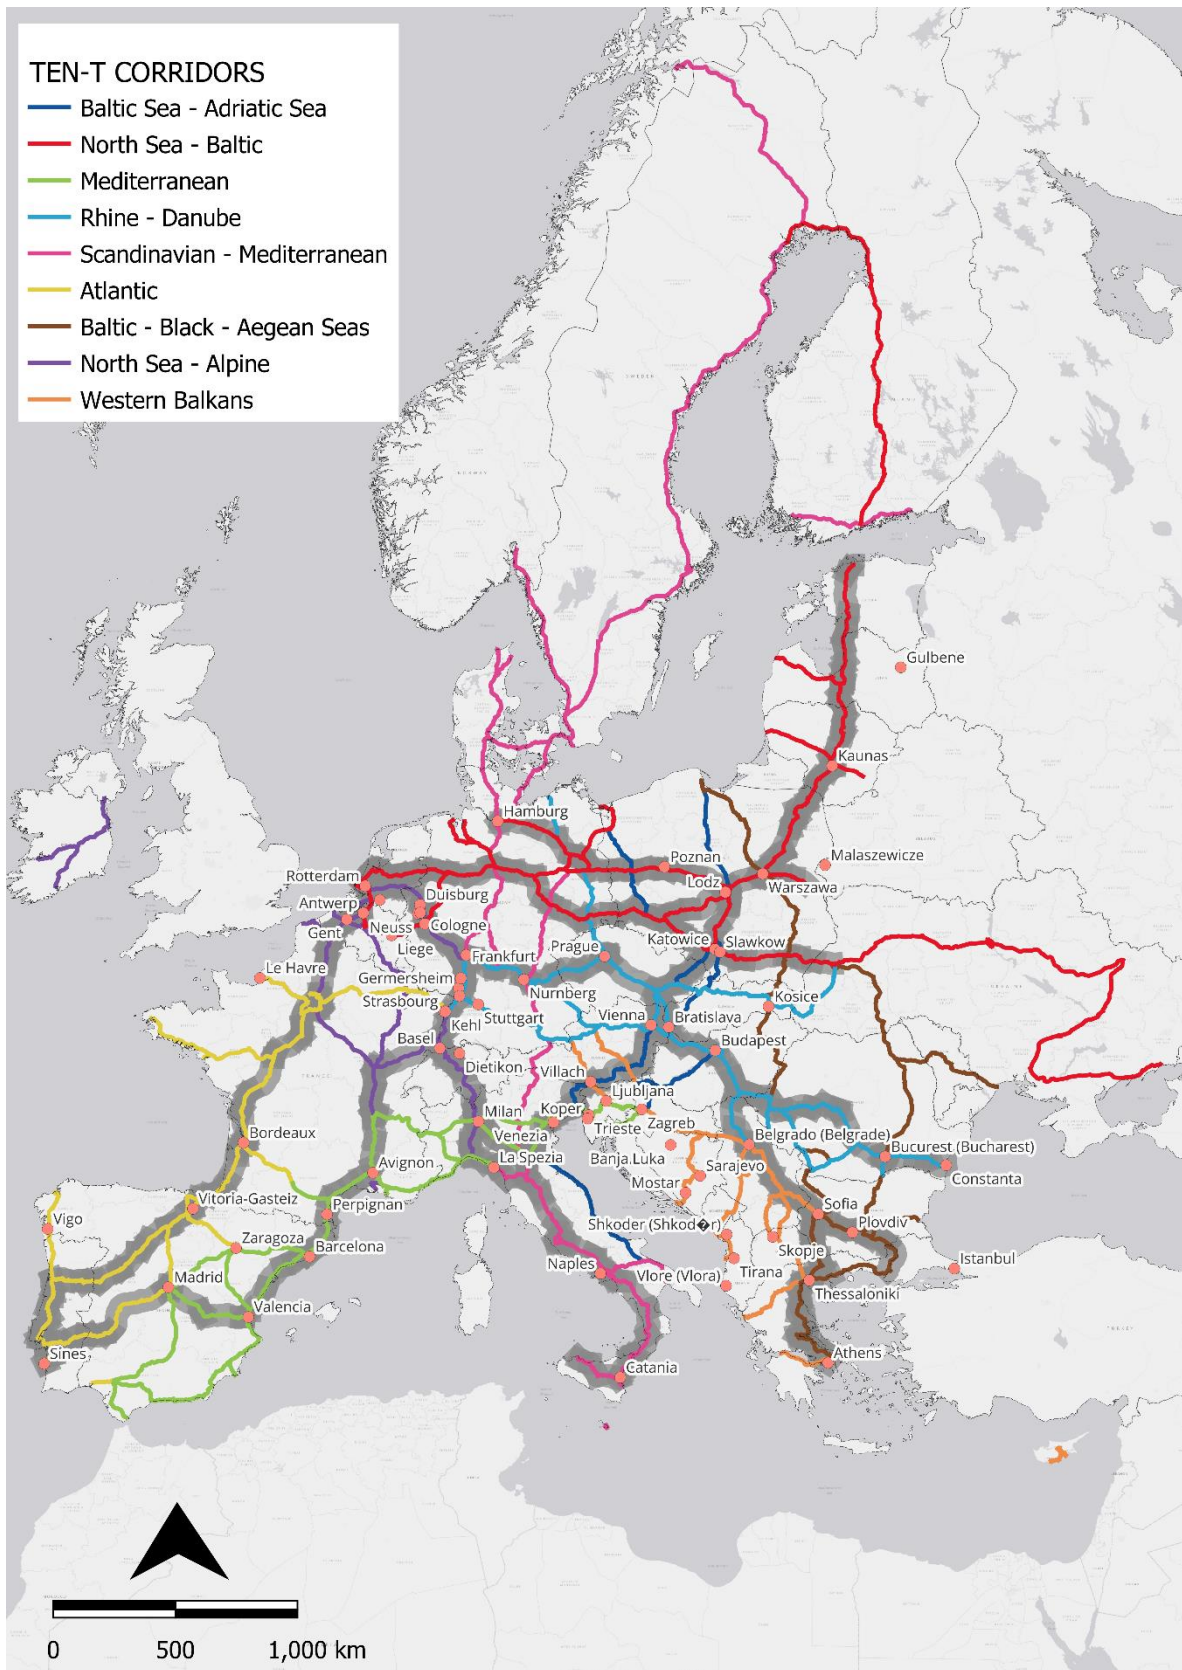 TEN-T CORRIDORS
Baltic Sea - Adriatic Sea
North Sea - Baltic
Mediterranean
Rhine - Danube
Scandinavian - Mediterranean
Atlantic
Baltic - Black - Aegean Seas
North Sea - Alpine
Western Balkans
Gulbene
Kaunas
Hamburg
Poznan
Malaszewicze
Rotterdam
Duisburg
Lodz
Warszawa
Antwerp
Gent
Neuss
Cologne
Liege
Katowice
Slawkow
Prague
Frankfurt
Le Havre
Germersheim
Nurnberg
Strasbourg
Kosice
Stuttgart
Kehl
Vienna
Bratislava
Basel
Budapest
Dietikon
Villach
Ljubljana
Milan
Koper
Trieste
Zagreb
Venezia
Bordeaux
Belgrado (Belgrade)
Bucurest (Bucharest)
La Spezia
Banja Luka
Avignon
Sarajevo
Constanta
Mostar
Vitoria-Gasteiz
Perpignan
Sofia
Vigo
Shkoder (Shkod�r)
Plovdiv
Zaragoza
Barcelona
Skopje
Istanbul
Naples
Tirana
Vlore (Vlora)
Madrid
Thessaloniki
Valencia
Sines
Athens
Catania
0 500 1,000 km